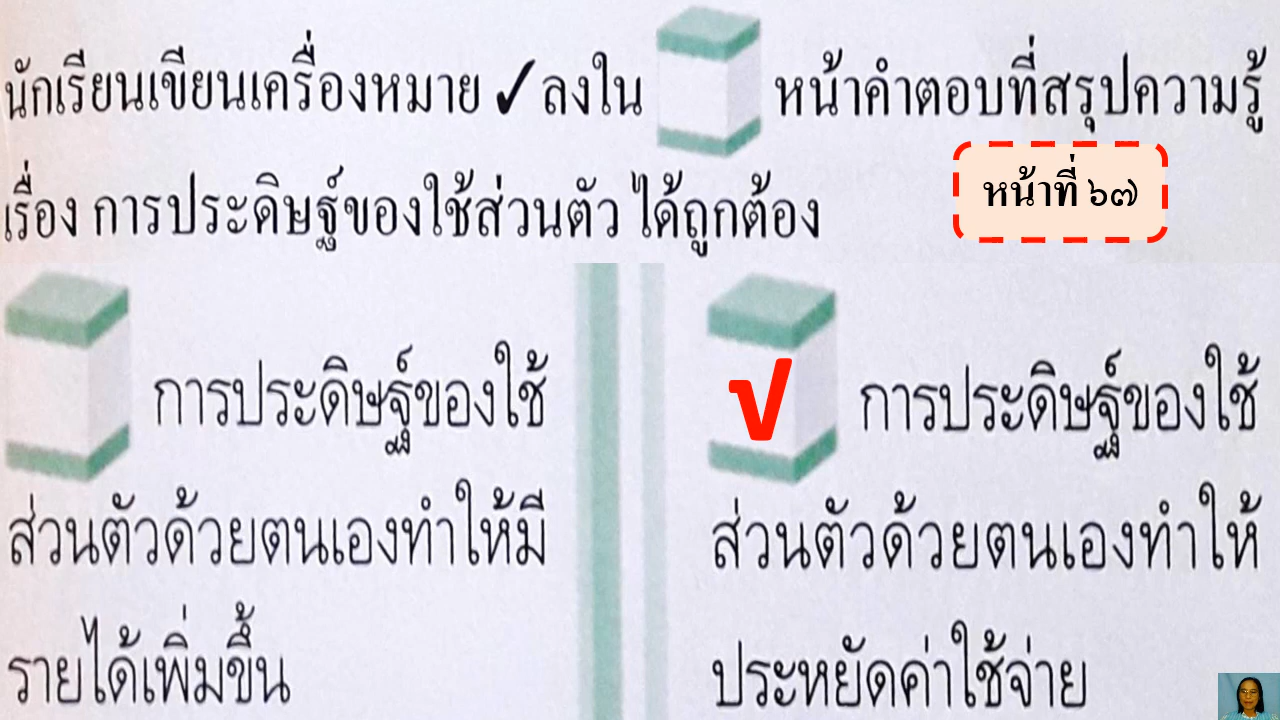 นักเรียนเขียนเครื่องหมาย ✓ ลงใน หน้าคำตอบที่สรุปความรู้
เรื่อง การประดิษฐ์ของใช้ส่วนตัว ได้ถูกต้อง
หน้าที่ ๖๗
การประดิษฐ์ของใช้
ส่วนตัวด้วยตนเองทำให้มี
รายได้เพิ่มขึ้น
√ การประดิษฐ์ของใช้
ส่วนตัวด้วยตนเองทำให้
ประหยัดค่าใช้จ่าย